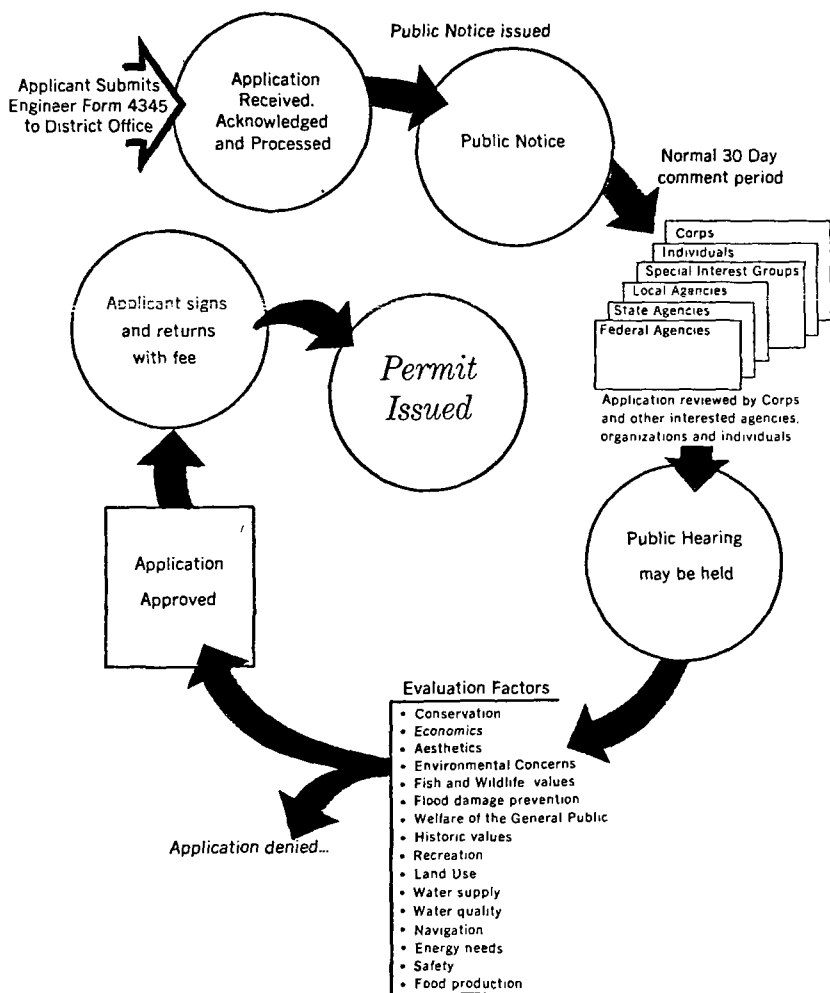 Public Notice issued
Applicant Submits
Engineer Form 4345
to District Office
Application
Received.
Acknowledged
and Processed
Public Notice
Normal 30 Day
comment period
Corps
Individuals
Special Interest Groups
Local Agencies
State Agencies
Federal Agencies
Application reviewed by Corps
and other interested agencies,
organizations and individuals
Public Hearing
may be held
Evaluation Factors
• Conservation
• Economics
• Aesthetics
• Environmental Concerns
• Fish and Wildlife values
• Flood damage prevention
• Welfare of the General Public
• Historic values
• Recreation
• Land Use
• Water supply
• Water quality
• Navigation
• Energy needs
• Safety
• Food production
Application denied...
Application
Approved
Applicant signs
and returns
with fee
Permit
Issued